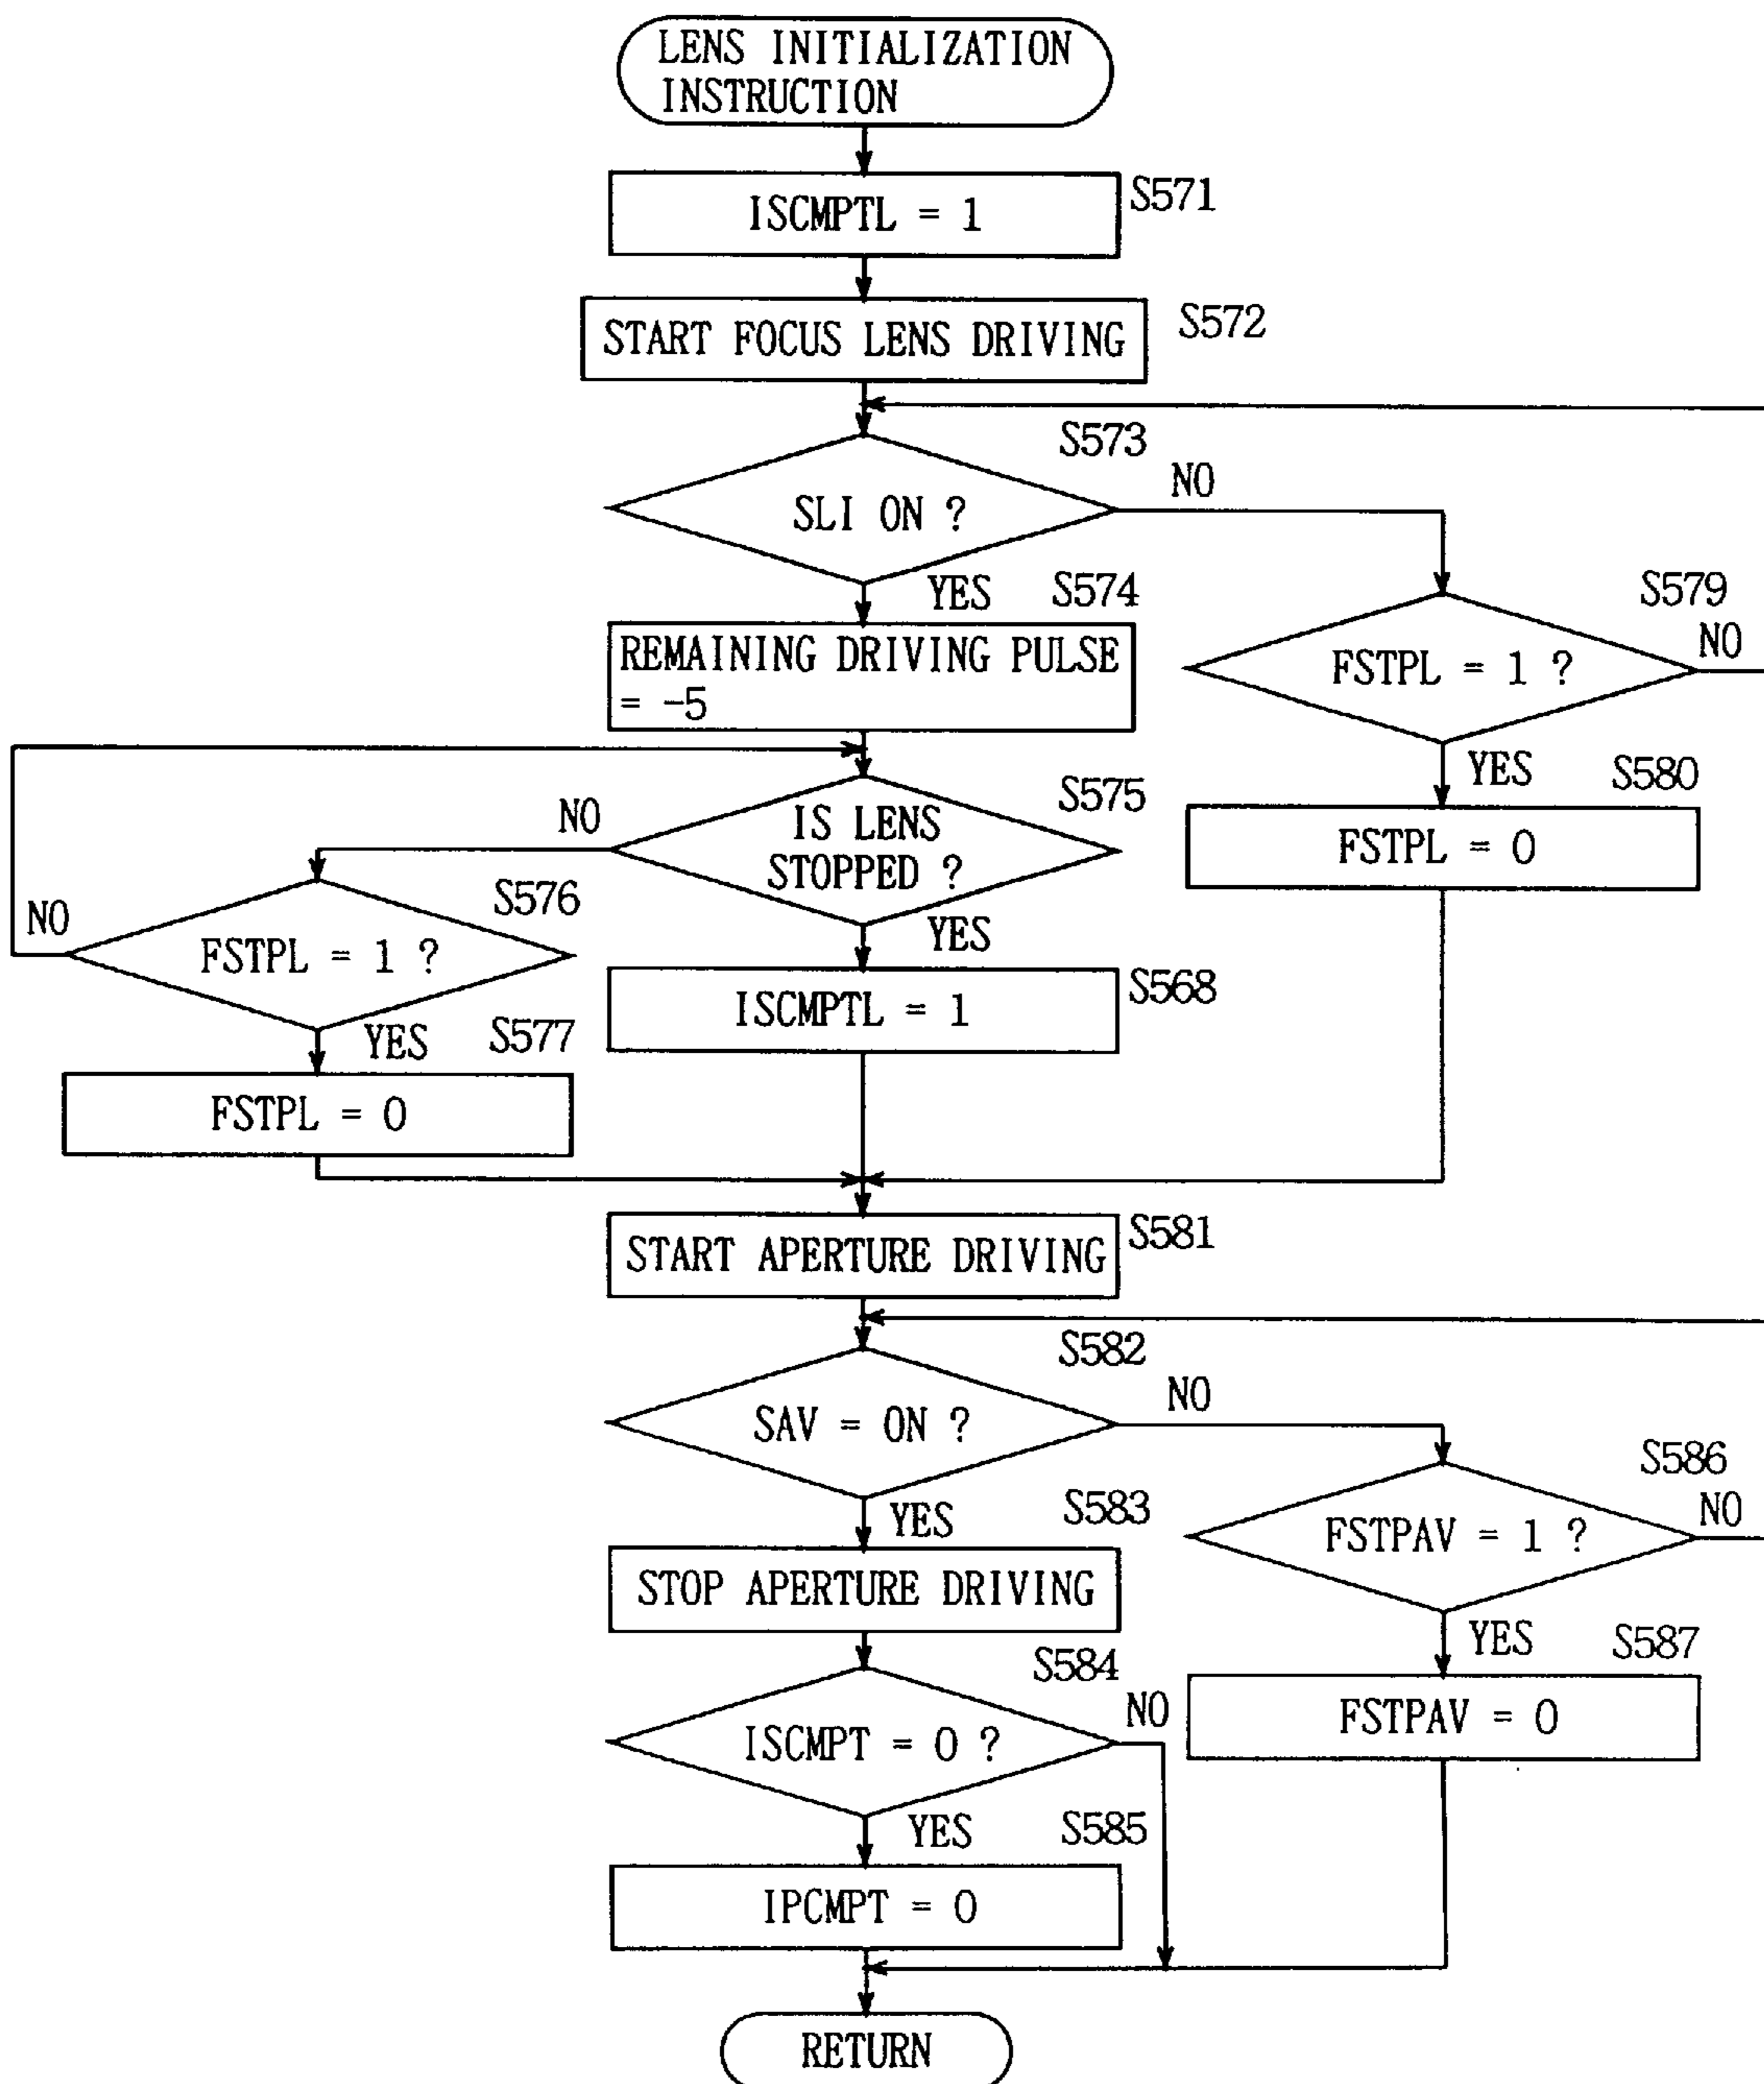 LENS INITIALIZATION
INSTRUCTION
ISCMPTL = 1
S571
START FOCUS LENS DRIVING
S572
S573
SLI ON ?
NO
YES
S574
REMAINING DRIVING PULSE
= -5
S579
FSTPL = 1 ?
NO
YES
S580
FSTPL = 0
S575
IS LENS
STOPPED ?
NO
YES
S576
FSTPL = 1 ?
NO
YES
S577
FSTPL = 0
S568
ISCMPTL = 1
START APERTURE DRIVING
S581
S582
SAV = ON ?
NO
YES
S583
STOP APERTURE DRIVING
S586
FSTPAV = 1 ?
NO
YES
S587
FSTPAV = 0
S584
ISCMPT = 0 ?
NO
YES
S585
IPCMPT = 0
RETURN